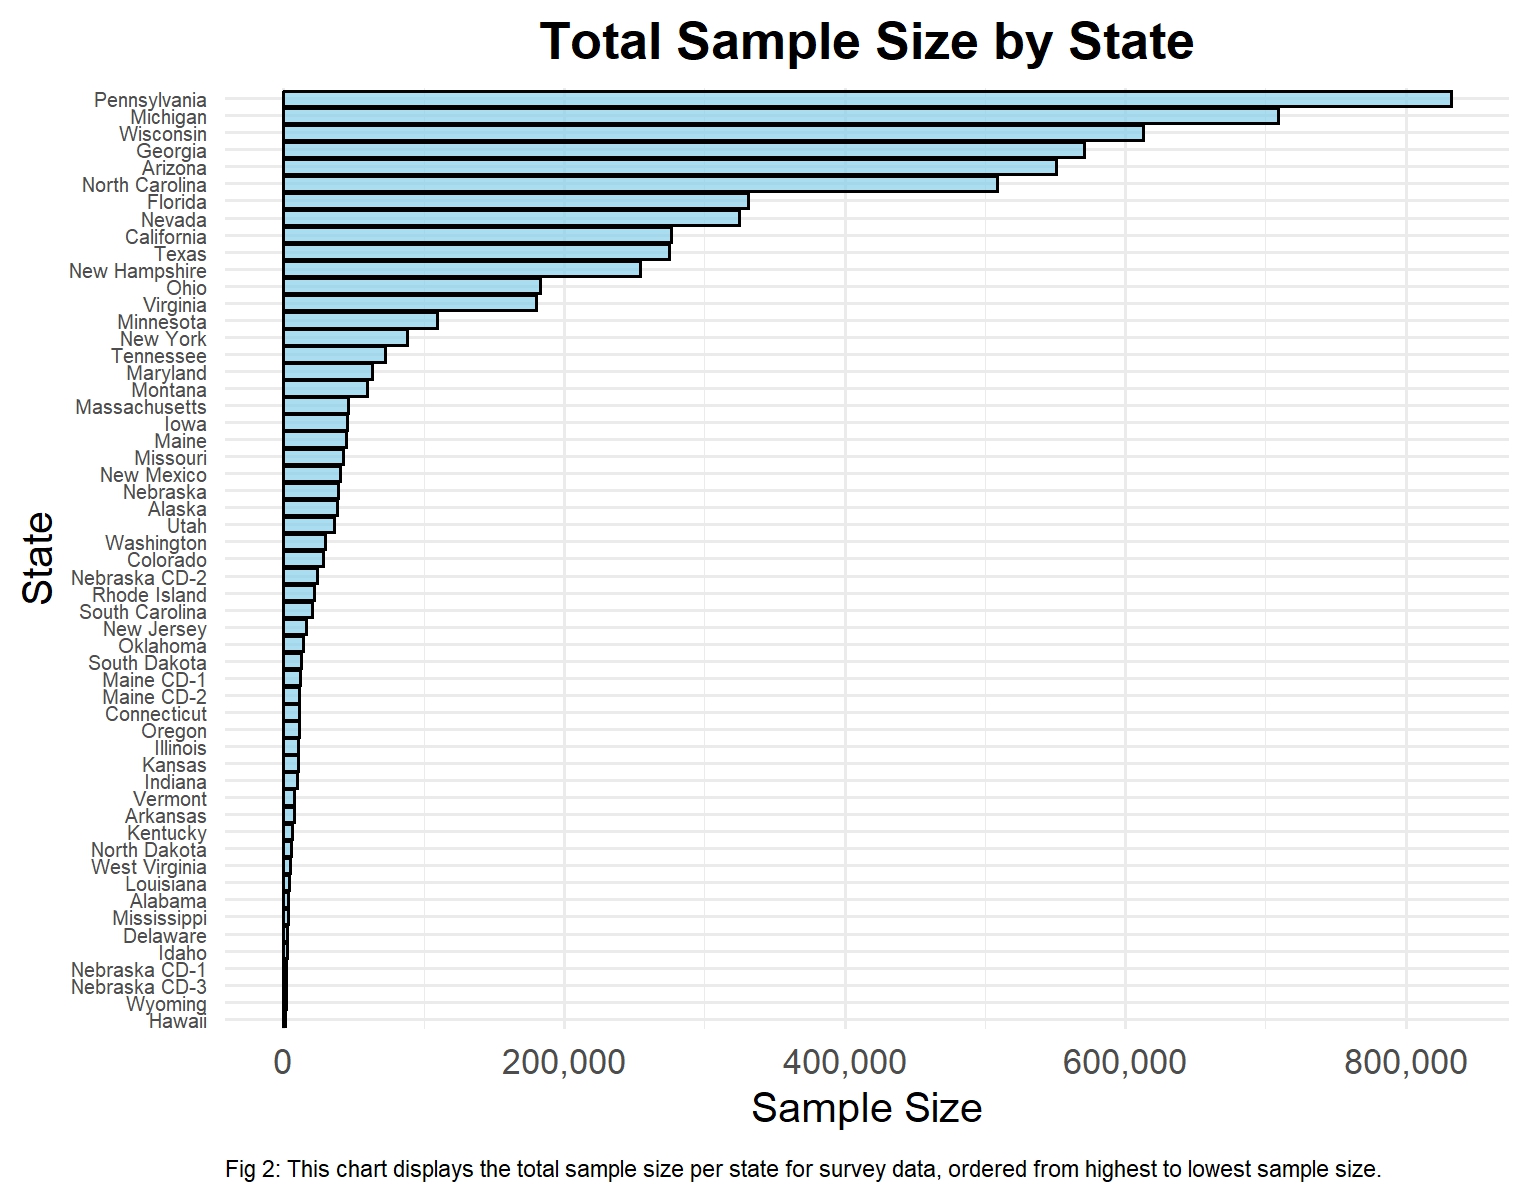 Total Sample Size by State
Pennsylvania
Michigan
Wisconsin
Georgia
Arizona
North Carolina
Florida
Nevada
California
Texas
New Hampshire
Ohio
Virginia
Minnesota
New York
Tennessee
Maryland
Montana
Massachusetts
Iowa
Maine
Missouri
New Mexico
Nebraska
Alaska
Utah
Washington
Colorado
Nebraska CD-2
Rhode Island
South Carolina
New Jersey
Oklahoma
South Dakota
Maine CD-1
Maine CD-2
Connecticut
Oregon
Illinois
Kansas
Indiana
Vermont
Arkansas
Kentucky
North Dakota
West Virginia
Louisiana
Alabama
Mississippi
Delaware
Idaho
Nebraska CD-1
Nebraska CD-3
Wyoming
Hawaii
State
0 200,000 400,000 600,000 800,000
Sample Size
Fig 2: This chart displays the total sample size per state for survey data, ordered from highest to lowest sample size.